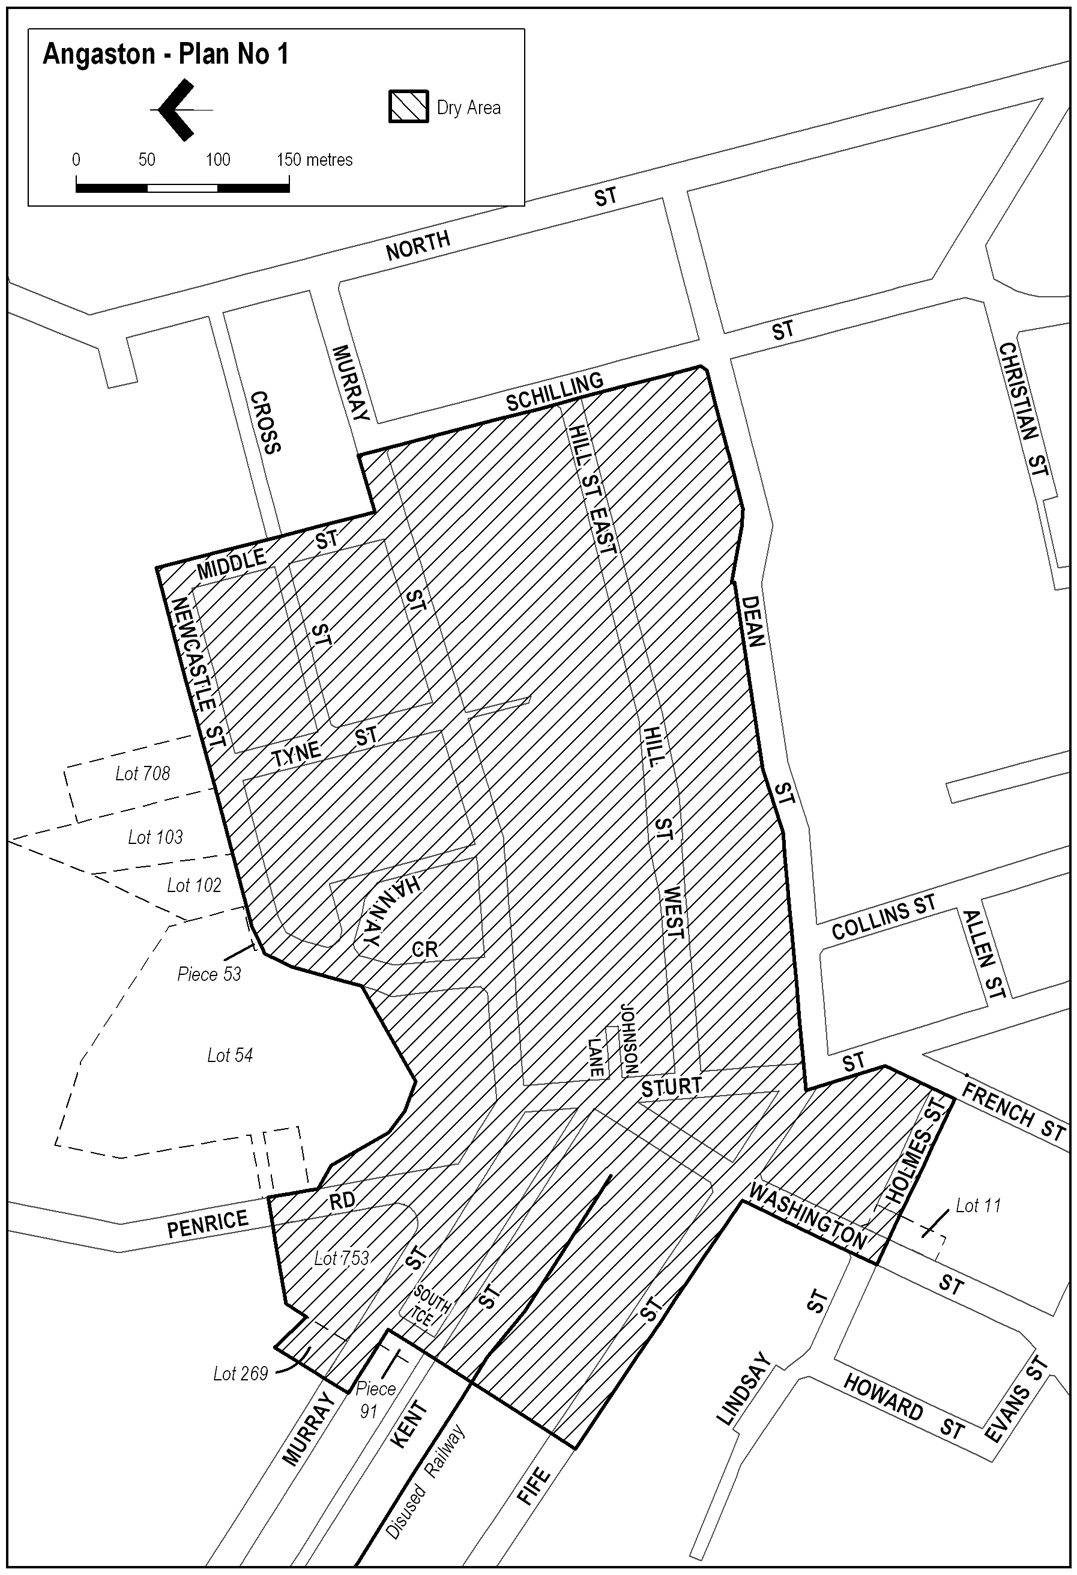 Angaston - Plan No 1
Dry Area
0 50 100 150 metres
NORTH ST
ST
MURRAY
CROSS
SCHILLING
CHRISTIAN ST
HILL ST EAST
MIDDLE ST
NEWCASTLE ST
ST
ST
DEAN
TYNE ST
HILL
ST
WEST
ST
Lot 708
Lot 103
Lot 102
HANNAY
CR
COLLINS ST
ALLEN ST
Piece 53
Lot 54
JOHNSON
LANE
STURT
ST
FRENCH ST
HOLMES ST
PENRICE RD
WASHINGTON
ST
Lot 11
Lot 753
ST
SOUTH
TCE
ST
ST
ST
Lot 269
Piece
91
MURRAY
KENT
Disused Railway
FIFE
LINDSAY
HOWARD ST
EVANS ST